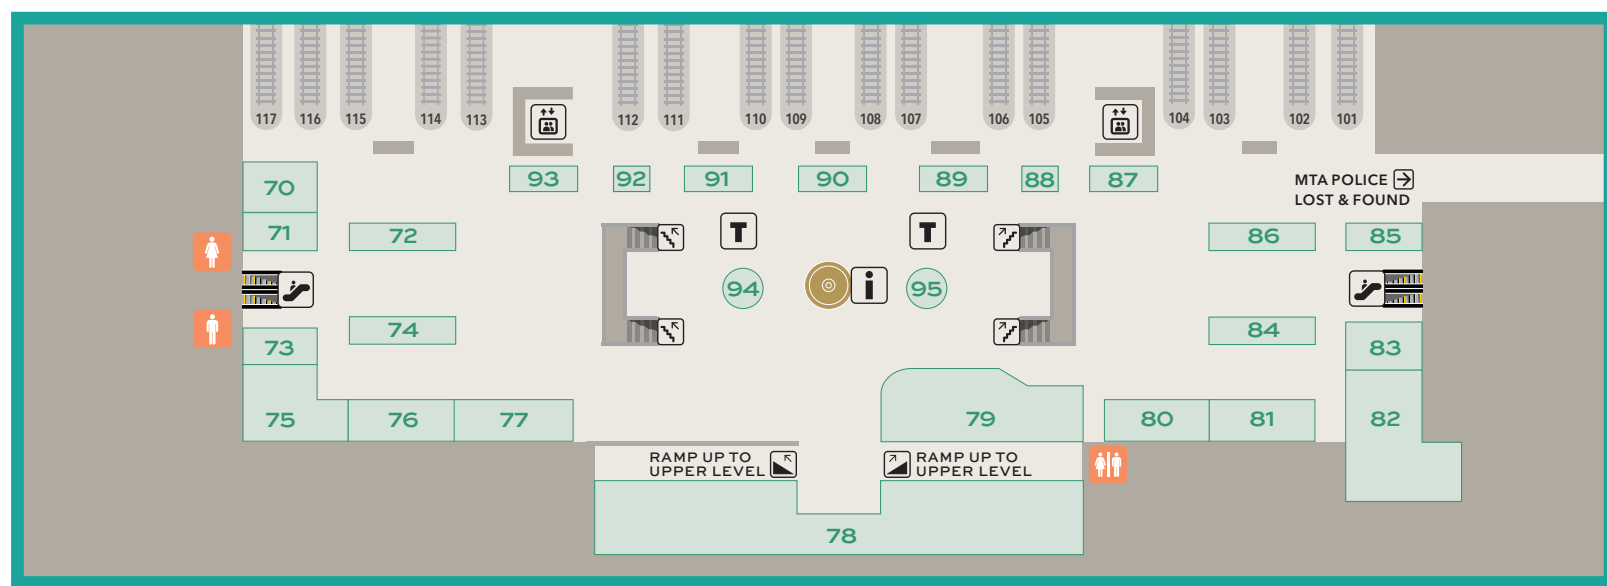 117 116 115 114 113 112 111 110 109 108 107 106 105 104 103 102 101
93 92 91 90 89 88 87
70
MTA POLICE
LOST & FOUND
71 72 T T 86 85
94 i 95
73 74 84 83
75 76 77 79 80 81 82
RAMP UP TO
UPPER LEVEL
RAMP UP TO
UPPER LEVEL
78